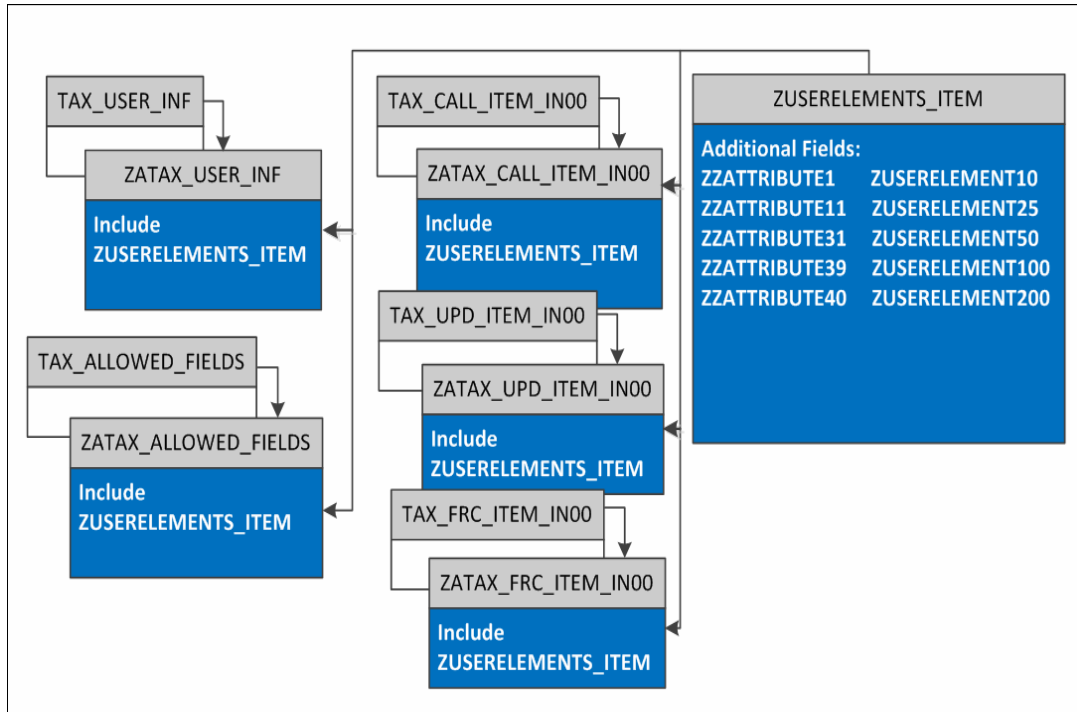 TAX_USER_INF
ZATAX_USER_INF
Include
ZUSERELEMENTS_ITEM
TAX_ALLOWED_FIELDS
ZATAX_ALLOWED_FIELDS
Include
ZUSERELEMENTS_ITEM
TAX_CALL_ITEM_IN00
ZATAX_CALL_ITEM_IN00
Include
ZUSERELEMENTS_ITEM
TAX_UPD_ITEM_IN00
ZATAX_UPD_ITEM_IN00
Include
ZUSERELEMENTS_ITEM
TAX_FRC_ITEM_IN00
ZATAX_FRC_ITEM_IN00
Include
ZUSERELEMENTS_ITEM
ZUSERELEMENTS_ITEM
Additional Fields:
ZZATTRIBUTE1 ZUSERELEMENT10
ZZATTRIBUTE11 ZUSERELEMENT25
ZZATTRIBUTE31 ZUSERELEMENT50
ZZATTRIBUTE39 ZUSERELEMENT100
ZZATTRIBUTE40 ZUSERELEMENT200